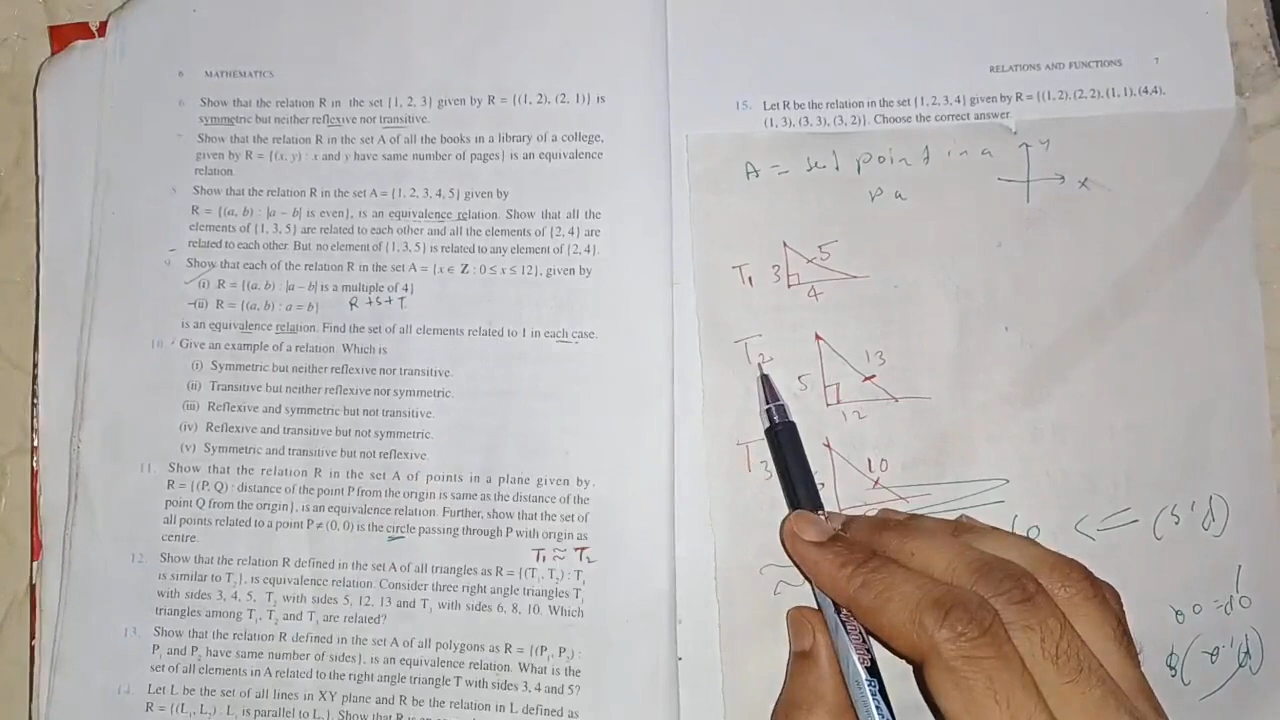 6 MATHEMATICS
6. Show that the relation R in the set {1, 2, 3} given by R = {(1, 2), (2, 1)} is
symmetric but neither reflexive nor transitive.
7. Show that the relation R in the set A of all the books in a library of a college,
given by R = {(x, y) : x and y have same number of pages} is an equivalence
relation.
8. Show that the relation R in the set A = {1, 2, 3, 4, 5} given by
R = {(a, b) : |a – b| is even}, is an equivalence relation. Show that all the
elements of {1, 3, 5} are related to each other and all the elements of {2, 4} are
related to each other. But no element of {1, 3, 5} is related to any element of {2, 4}.
9. Show that each of the relation R in the set A = {x ∈ Z : 0 ≤ x ≤ 12}, given by
(i) R = {(a, b) : |a – b| is a multiple of 4}
(ii) R = {(a, b) : a = b} R+S+T
is an equivalence relation. Find the set of all elements related to 1 in each case.
10. Give an example of a relation. Which is
(i) Symmetric but neither reflexive nor transitive.
(ii) Transitive but neither reflexive nor symmetric.
(iii) Reflexive and symmetric but not transitive.
(iv) Reflexive and transitive but not symmetric.
(v) Symmetric and transitive but not reflexive.
11. Show that the relation R in the set A of points in a plane given by
R = {(P, Q) : distance of the point P from the origin is same as the distance of the
point Q from the origin}, is an equivalence relation. Further, show that the set of
all points related to a point P ≠ (0, 0) is the circle passing through P with origin as
centre.
T₁ ≈ T₂
12. Show that the relation R defined in the set A of all triangles as R = {(T₁, T₂) : T₁
is similar to T₂}, is equivalence relation. Consider three right angle triangles T₁
with sides 3, 4, 5, T₂ with sides 5, 12, 13 and T₃ with sides 6, 8, 10. Which
triangles among T₁, T₂ and T₃ are related?
13. Show that the relation R defined in the set A of all polygons as R = {(P₁, P₂) :
P₁ and P₂ have same number of sides}, is an equivalence relation. What is the
set of all elements in A related to the right angle triangle T with sides 3, 4 and 5?
14. Let L be the set of all lines in XY plane and R be the relation in L defined as
R = {(L₁, L₂) : L₁ is parallel to L₂}. Show that R
RELATIONS AND FUNCTIONS 7
15. Let R be the relation in the set {1, 2, 3, 4} given by R = {(1, 2), (2, 2), (1, 1), (4,4),
(1, 3), (3, 3), (3, 2)}. Choose the correct answer.
A = set point in a
y
x
T₁ 3 5
4
T₂ 5 13
12
T₃ 10
≈